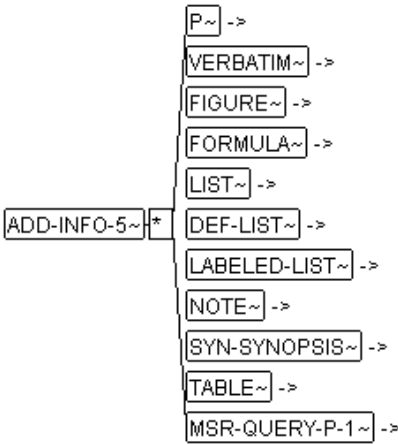 P~ ->
VERBATIM~ ->
FIGURE~ ->
FORMULA~ ->
LIST~ ->
ADD-INFO-5~ * DEF-LIST~ ->
LABELED-LIST~ ->
NOTE~ ->
SYN-SYNOPSIS~ ->
TABLE~ ->
MSR-QUERY-P-1~ ->